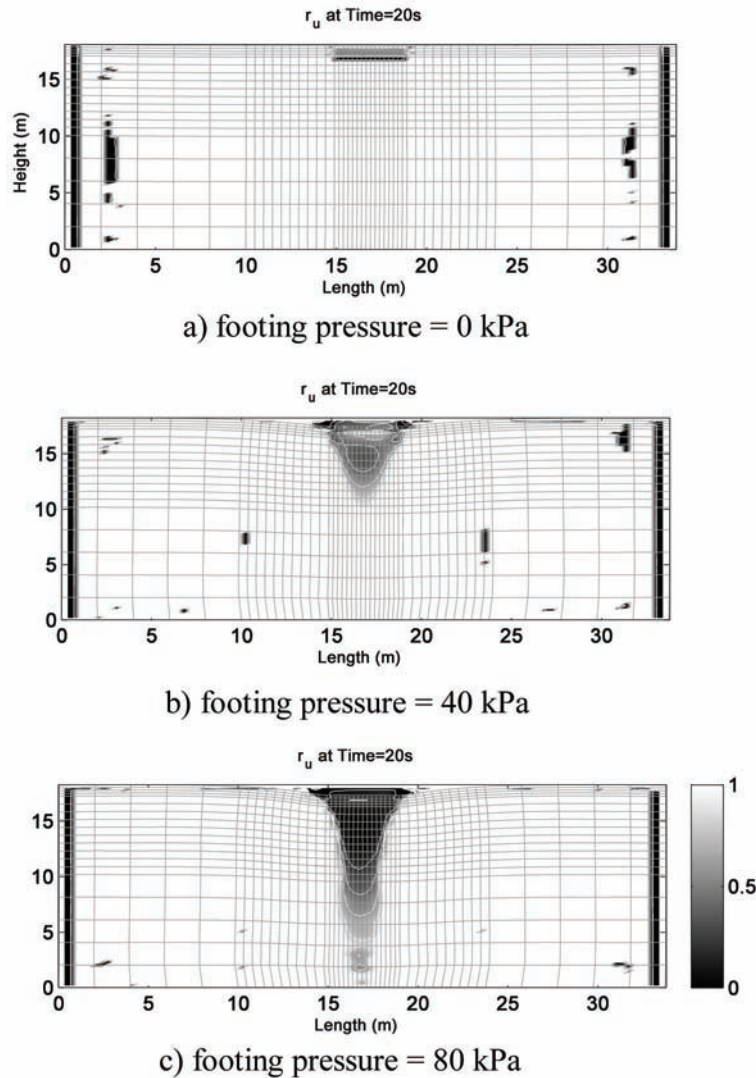 r_u at Time=20s
Height (m)
15
10
5
0
0 5 10 15 20 25 30
Length (m)
a) footing pressure = 0 kPa
r_u at Time=20s
15
10
5
0
0 5 10 15 20 25 30
Length (m)
b) footing pressure = 40 kPa
r_u at Time=20s
15
10
5
0
0 5 10 15 20 25 30
Length (m)
1
0.5
0
c) footing pressure = 80 kPa